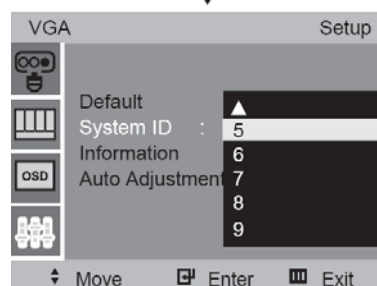 VGA Setup
Default
System ID : 5
Information 6
Auto Adjustment 7
8
9
OSD
Move Enter Exit